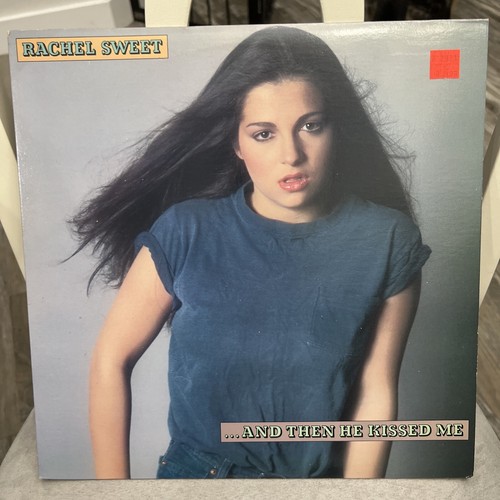 RACHEL SWEET
...AND THEN HE KISSED ME